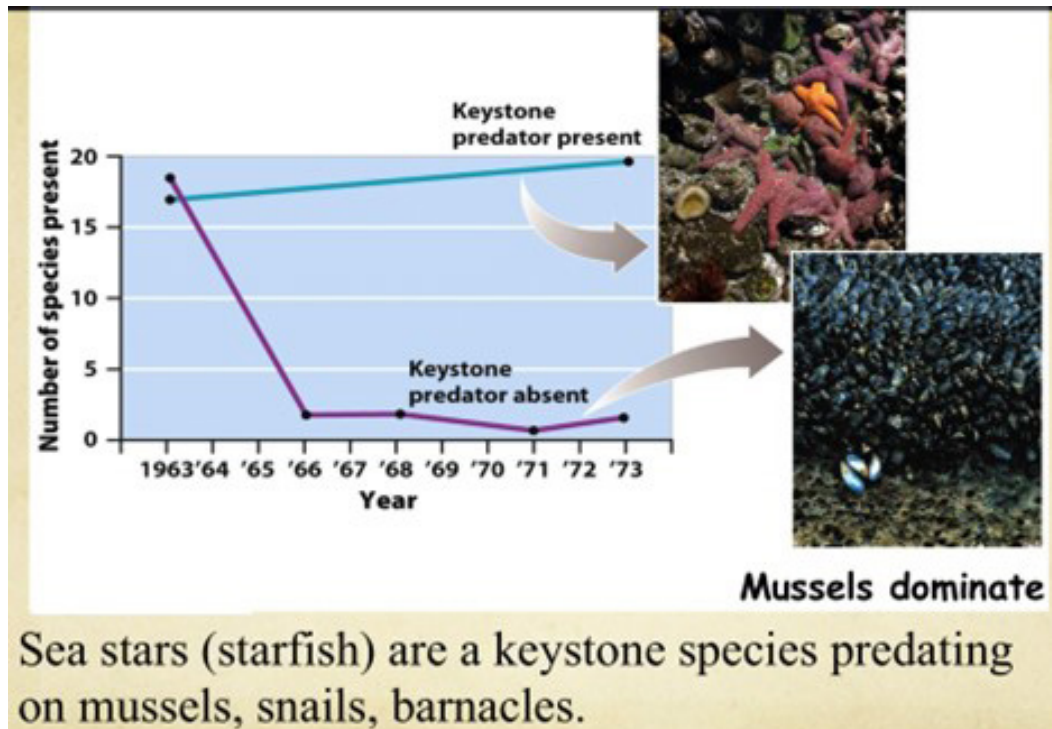 Keystone
predator present
Number of species present
20
15
10
5
0
Keystone
predator absent
1963 '64 '65 '66 '67 '68 '69 '70 '71 '72 '73
Year
Mussels dominate
Sea stars (starfish) are a keystone species predating
on mussels, snails, barnacles.